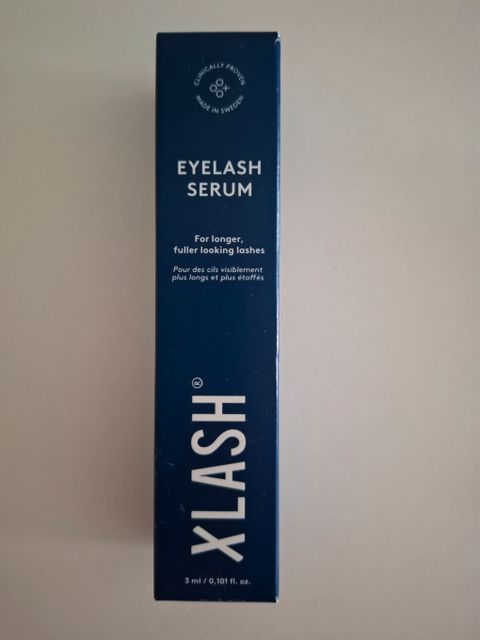 CLINICALLY PROVEN
MADE IN SWEDEN
EYELASH
SERUM
For longer,
fuller looking lashes
Pour des cils visiblement
plus longs et plus étoffés
XLASH®
3 ml / 0,101 fl. oz.